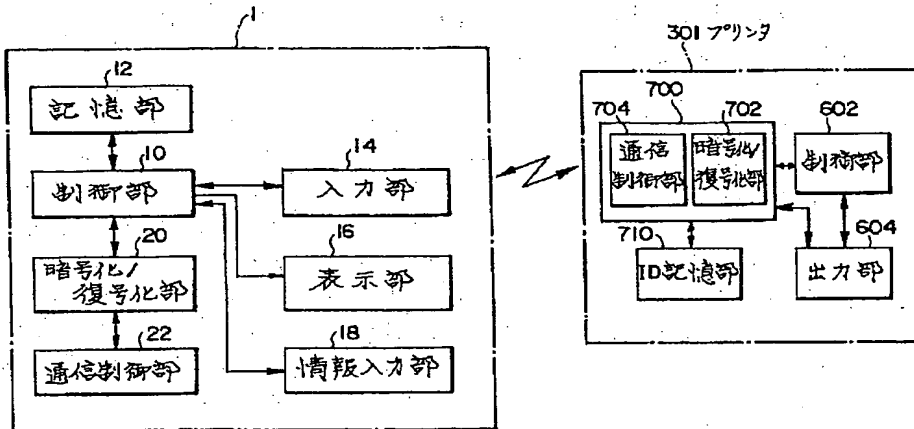 1
12
記憶部
10
制御部
20
暗号化/
復号化部
22
通信制御部
14
入力部
16
表示部
18
情報入力部
301 プリンタ
700
704
通信
制御部
702
暗号化/
復号化部
602
制御部
710
ID記憶部
604
出力部